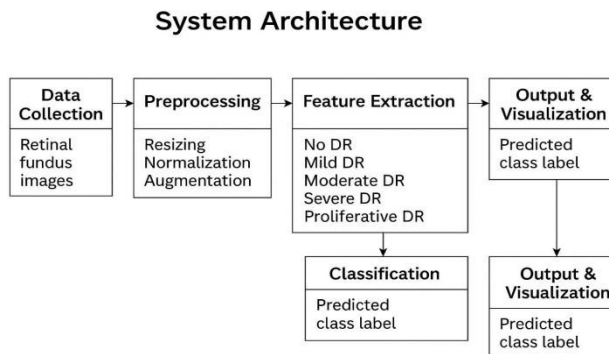 System Architecture
Data
Collection
Retinal
fundus
images
Preprocessing
Resizing
Normalization
Augmentation
Feature Extraction
No DR
Mild DR
Moderate DR
Severe DR
Proliferative DR
Output &
Visualization
Predicted
class label
Classification
Predicted
class label
Output &
Visualization
Predicted
class label